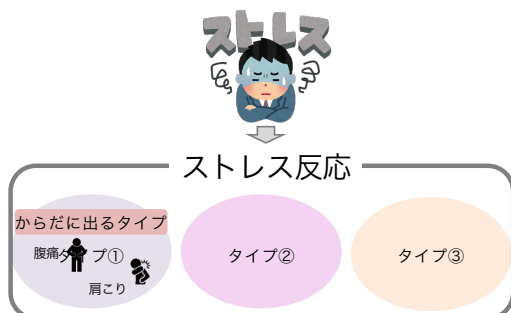 ストレス
ストレス反応
からだに出るタイプ
腹痛
タイプ①
肩こり
タイプ②
タイプ③